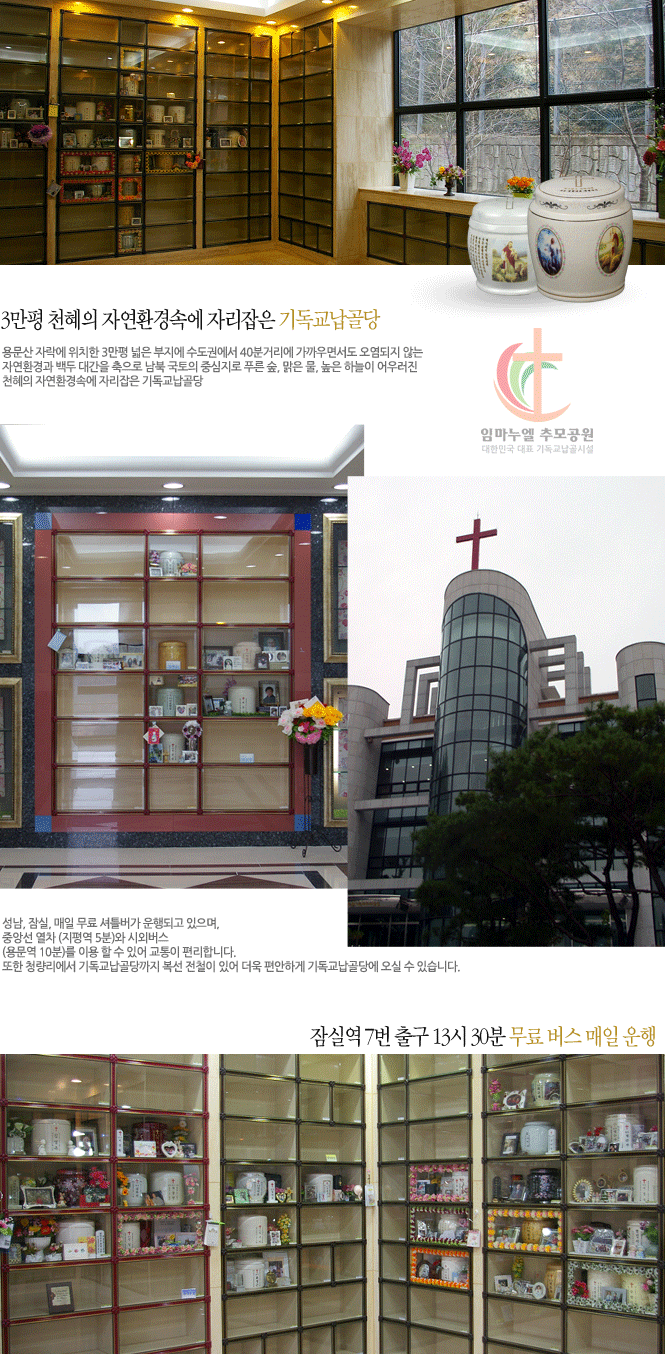 3만평 천혜의 자연환경속에 자리잡은 기독교납골당
용문산 자락에 위치한 3만평 넓은 부지에 수도권에서 40분거리에 가까우면서도 오염되지 않는
자연환경과 백두 대간을 축으로 남북 국토의 중심지로 푸른 숲, 맑은 물, 높은 하늘이 어우러진
천혜의 자연환경속에 자리잡은 기독교납골당
임마누엘 추모공원
대한민국 대표 기독교납골시설
성남, 잠실, 매일 무료 셔틀버가 운행되고 있으며,
중앙선 열차 (지평역 5분)와 시외버스
(용문역 10분)를 이용 할 수 있어 교통이 편리합니다.
또한 청량리에서 기독교납골당까지 복선 전철이 있어 더욱 편안하게 기독교납골당에 오실 수 있습니다.
잠실역 7번 출구 13시 30분 무료 버스 매일 운행